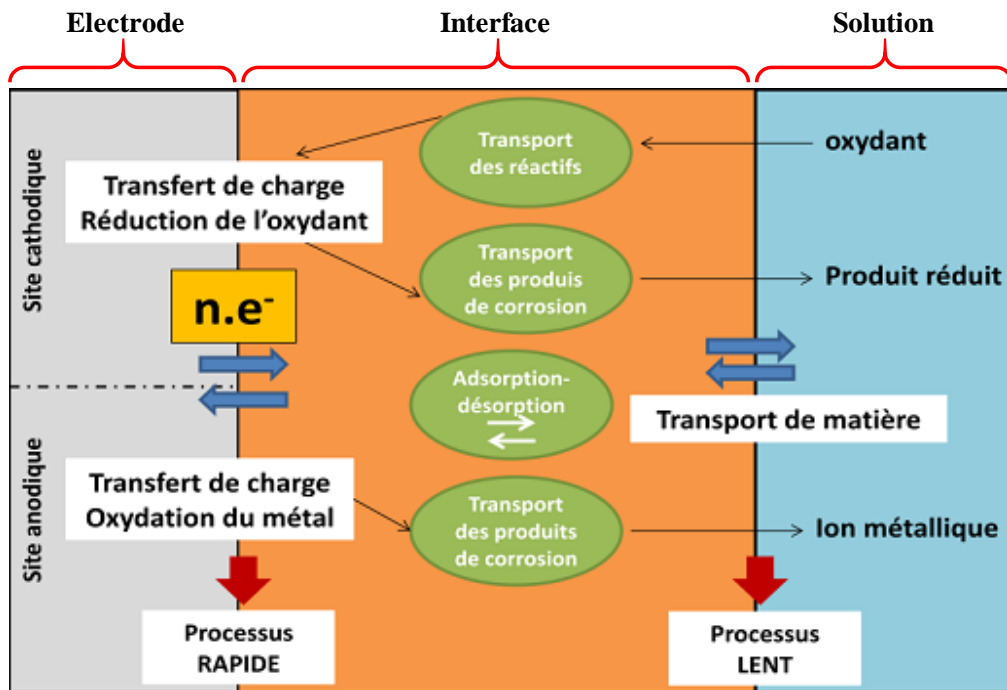 Electrode
Interface
Solution
Site cathodique
Transport
des réactifs
oxydant
Transfert de charge
Réduction de l'oxydant
Transport
des produis
de corrosion
Produit réduit
n.e-
Adsorption-
désorption
Transport de matière
Site anodique
Transfert de charge
Oxydation du métal
Transport
des produits
de corrosion
Ion métallique
Processus
RAPIDE
Processus
LENT